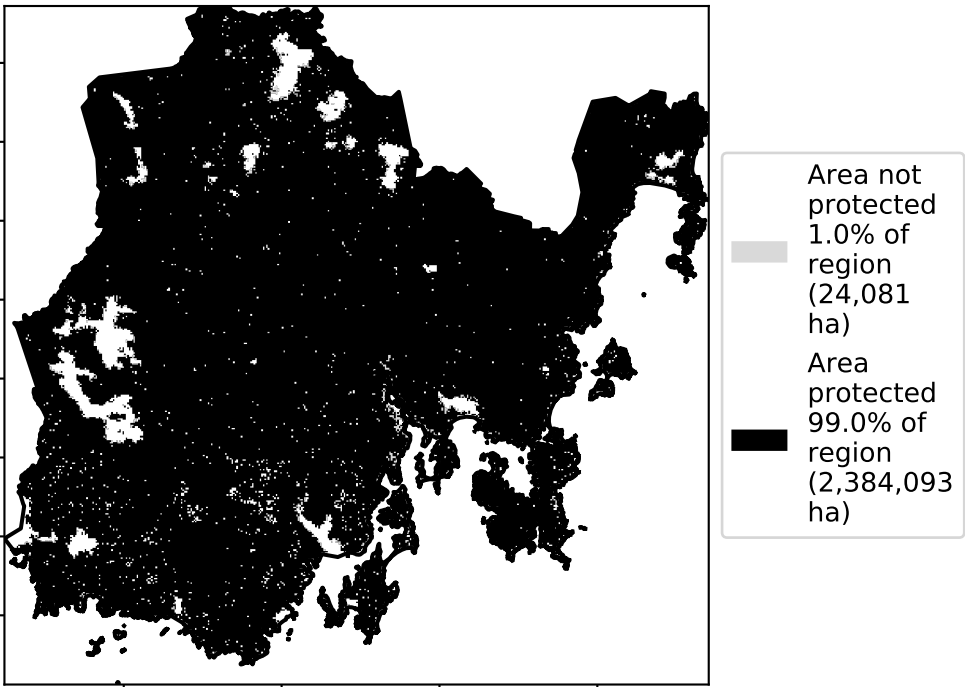 Area not
protected
1.0% of
region
(24,081
ha)
Area
protected
99.0% of
region
(2,384,093
ha)